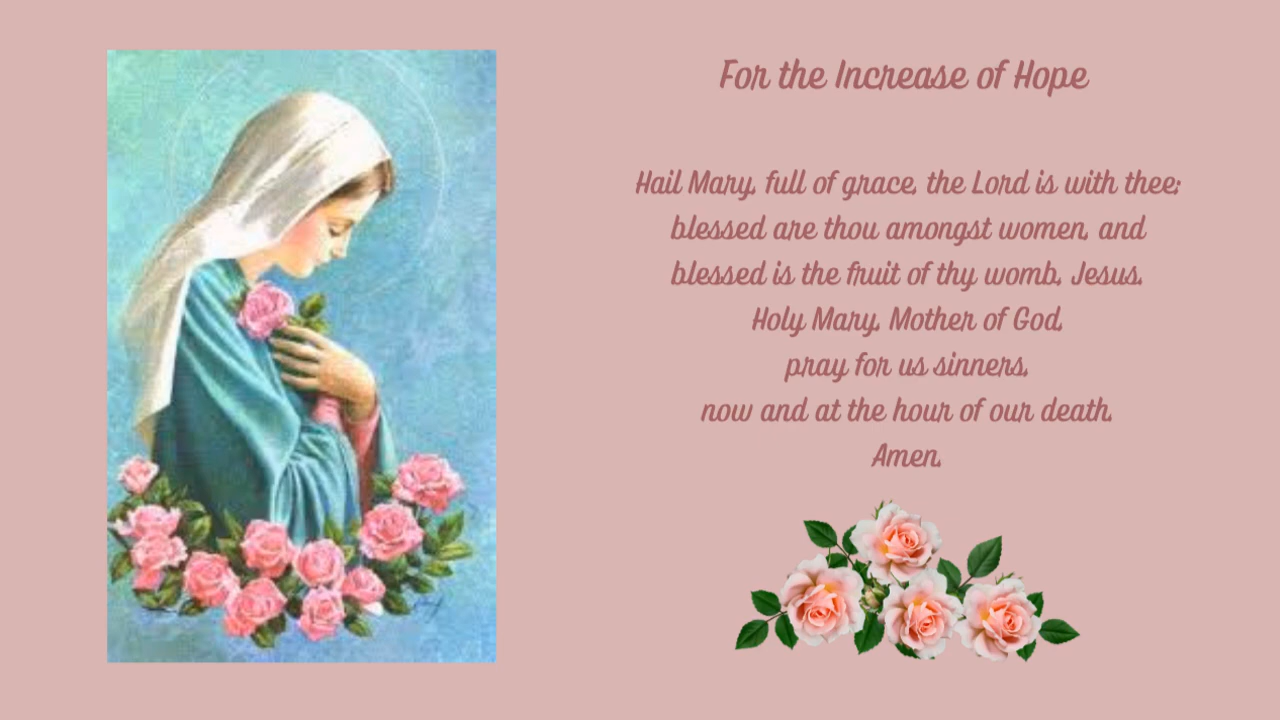 For the Increase of Hope
Hail Mary, full of grace, the Lord is with thee;
blessed are thou amongst women, and
blessed is the fruit of thy womb, Jesus.
Holy Mary, Mother of God,
pray for us sinners,
now and at the hour of our death.
Amen.